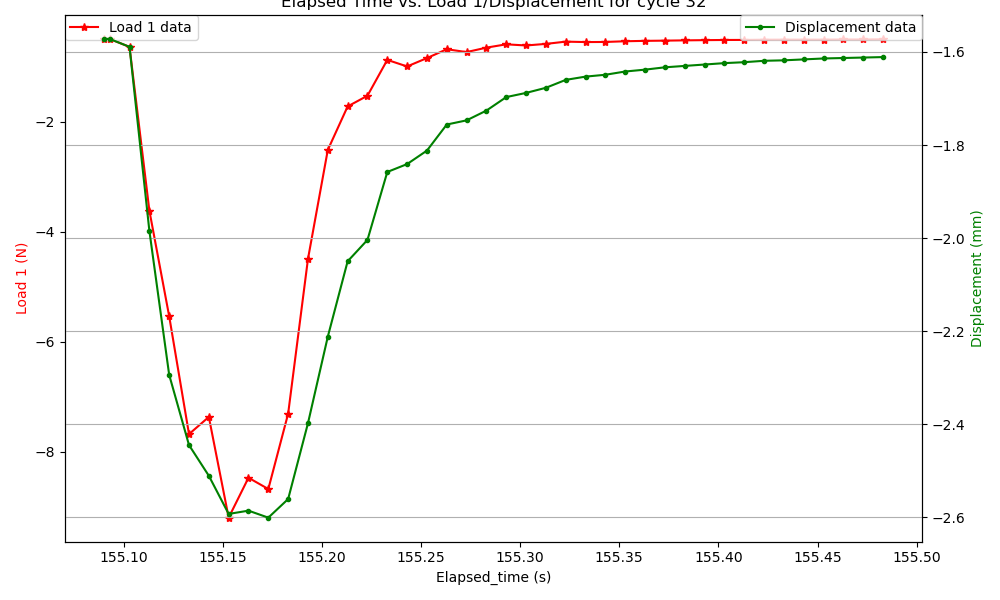 Elapsed Time vs. Load 1/Displacement for cycle 32
Load 1 data
Displacement data
−2
−4
−6
−8
Load 1 (N)
−1.6
−1.8
−2.0
−2.2
−2.4
−2.6
Displacement (mm)
155.10 155.15 155.20 155.25 155.30 155.35 155.40 155.45 155.50
Elapsed_time (s)